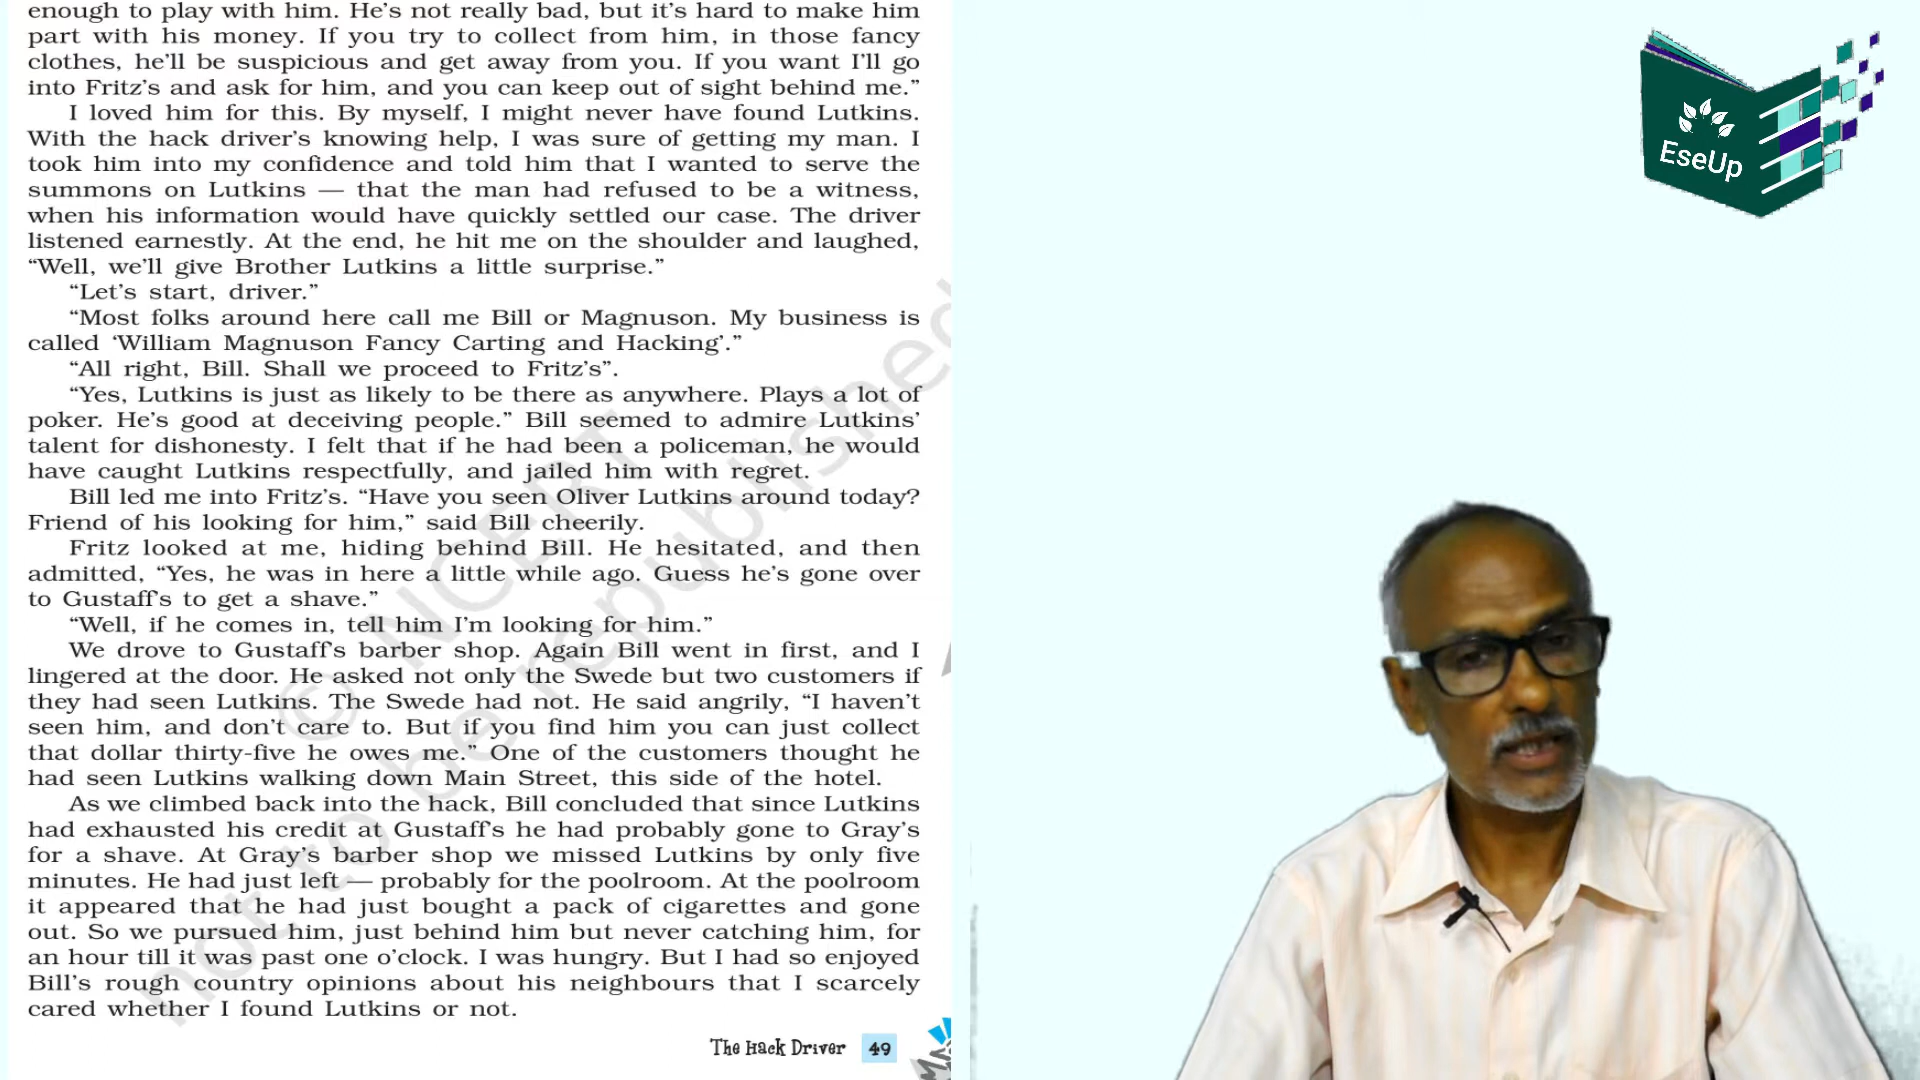 enough to play with him. He's not really bad, but it's hard to make him
part with his money. If you try to collect from him, in those fancy
clothes, he'll be suspicious and get away from you. If you want I'll go
into Fritz's and ask for him, and you can keep out of sight behind me.”
I loved him for this. By myself, I might never have found Lutkins.
With the hack driver's knowing help, I was sure of getting my man. I
took him into my confidence and told him that I wanted to serve the
summons on Lutkins — that the man had refused to be a witness,
when his information would have quickly settled our case. The driver
listened earnestly. At the end, he hit me on the shoulder and laughed,
“Well, we'll give Brother Lutkins a little surprise.”
“Let's start, driver.”
“Most folks around here call me Bill or Magnuson. My business is
called ‘William Magnuson Fancy Carting and Hacking’.”
“All right, Bill. Shall we proceed to Fritz's”.
“Yes, Lutkins is just as likely to be there as anywhere. Plays a lot of
poker. He's good at deceiving people.” Bill seemed to admire Lutkins’
talent for dishonesty. I felt that if he had been a policeman, he would
have caught Lutkins respectfully, and jailed him with regret.
Bill led me into Fritz's. “Have you seen Oliver Lutkins around today?
Friend of his looking for him,” said Bill cheerily.
Fritz looked at me, hiding behind Bill. He hesitated, and then
admitted, “Yes, he was in here a little while ago. Guess he's gone over
to Gustaff's to get a shave.”
“Well, if he comes in, tell him I'm looking for him.”
We drove to Gustaff's barber shop. Again Bill went in first, and I
lingered at the door. He asked not only the Swede but two customers if
they had seen Lutkins. The Swede had not. He said angrily, “I haven't
seen him, and don't care to. But if you find him you can just collect
that dollar thirty-five he owes me.” One of the customers thought he
had seen Lutkins walking down Main Street, this side of the hotel.
As we climbed back into the hack, Bill concluded that since Lutkins
had exhausted his credit at Gustaff's he had probably gone to Gray's
for a shave. At Gray's barber shop we missed Lutkins by only five
minutes. He had just left — probably for the poolroom. At the poolroom
it appeared that he had just bought a pack of cigarettes and gone
out. So we pursued him, just behind him but never catching him, for
an hour till it was past one o'clock. I was hungry. But I had so enjoyed
Bill's rough country opinions about his neighbours that I scarcely
cared whether I found Lutkins or not.
The Hack Driver 49
© NCERT
not to be republished
EseUp